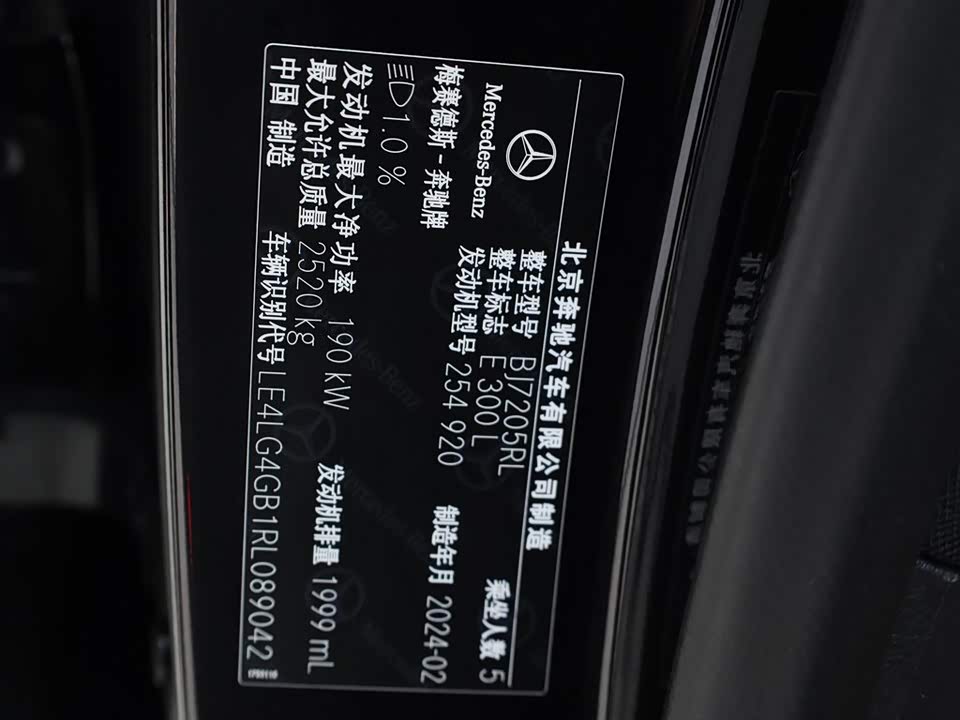 北京奔驰汽车有限公司制造
Mercedes-Benz
梅赛德斯-奔驰牌
整车型号 BJ7205RL
整车标志 E 300 L
乘坐人数 5
发动机型号 254 920
制造年月 2024-02
1.0 %
发动机最大净功率 190 kW
发动机排量 1999 mL
最大允许总质量 2520 kg
中国 制造
车辆识别代号 LE4LG4GB1RL089042